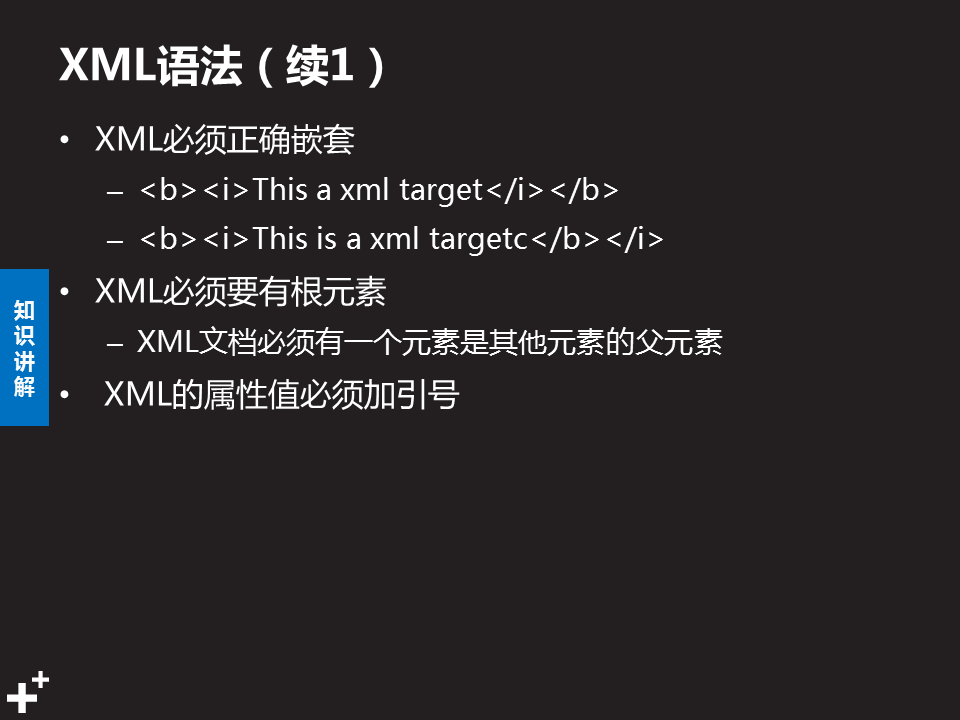 XML语法（续1）
• XML必须正确嵌套
– <b><i>This a xml target</i></b>
– <b><i>This is a xml targetc</b></i>
• XML必须要有根元素
– XML文档必须有一个元素是其他元素的父元素
• XML的属性值必须加引号
知识讲解